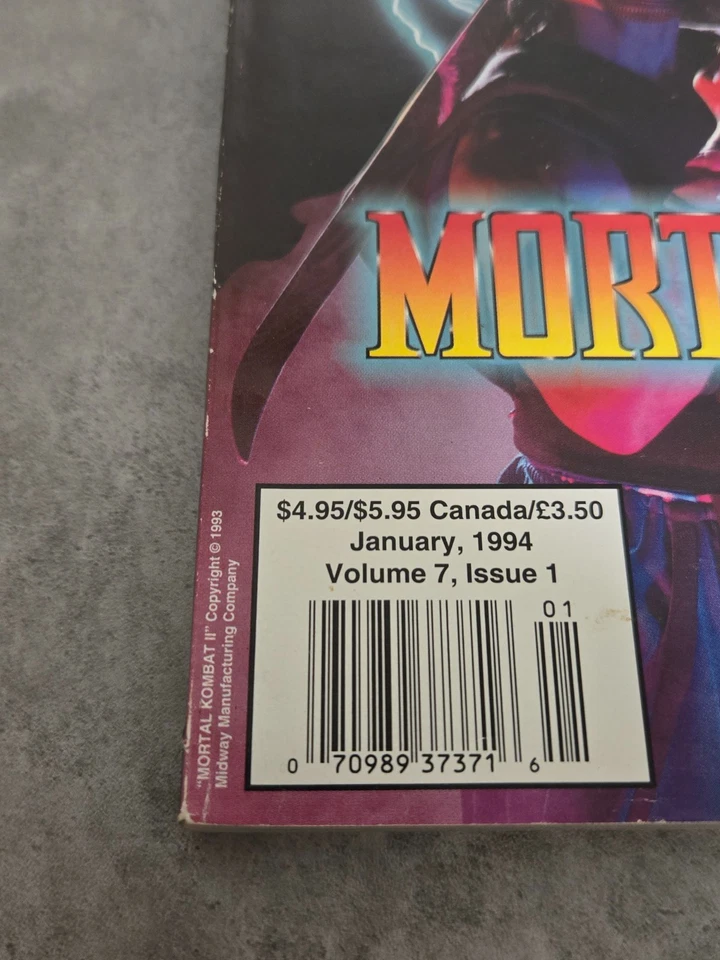 MORT
$4.95/$5.95 Canada/£3.50
January, 1994
Volume 7, Issue 1
01
0 70989 37371 6
"MORTAL KOMBAT II" Copyright © 1993
Midway Manufacturing Company